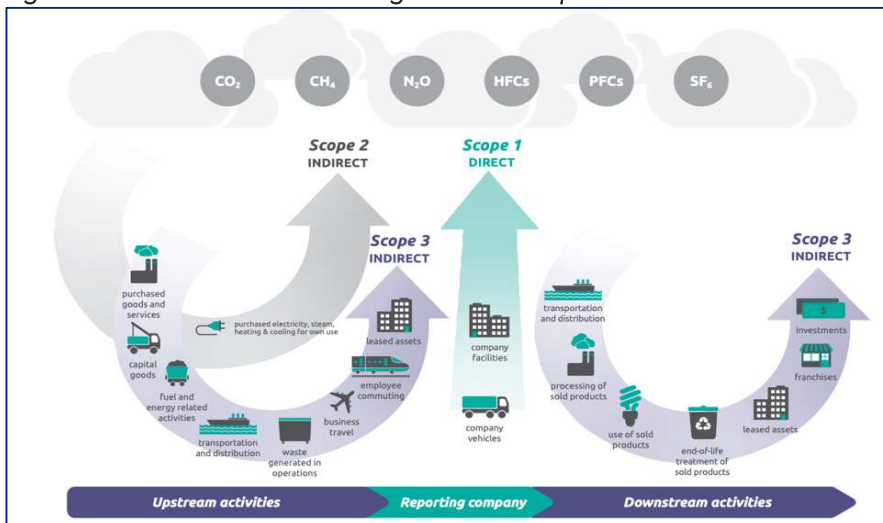 CO₂
CH₄
N₂O
HFCs
PFCs
SF₆
Scope 2
INDIRECT
Scope 1
DIRECT
Scope 3
INDIRECT
Scope 3
INDIRECT
purchased
goods and
services
capital
goods
fuel and
energy related
activities
purchased electricity, steam,
heating & cooling for own use
transportation
and distribution
waste
generated in
operations
business
travel
employee
commuting
leased assets
company
facilities
company
vehicles
transportation
and distribution
processing of
sold products
use of sold
products
end-of-life
treatment of
sold products
leased assets
franchises
$
investments
Upstream activities
Reporting company
Downstream activities